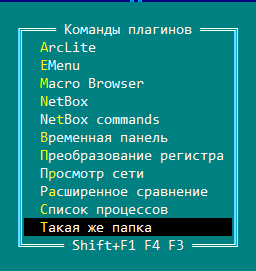 Команды плагинов
ArcLite
EMenu
Macro Browser
NetBox
NetBox commands
Временная панель
Преобразование регистра
Просмотр сети
Расширенное сравнение
Список процессов
Такая же папка
Shift+F1 F4 F3